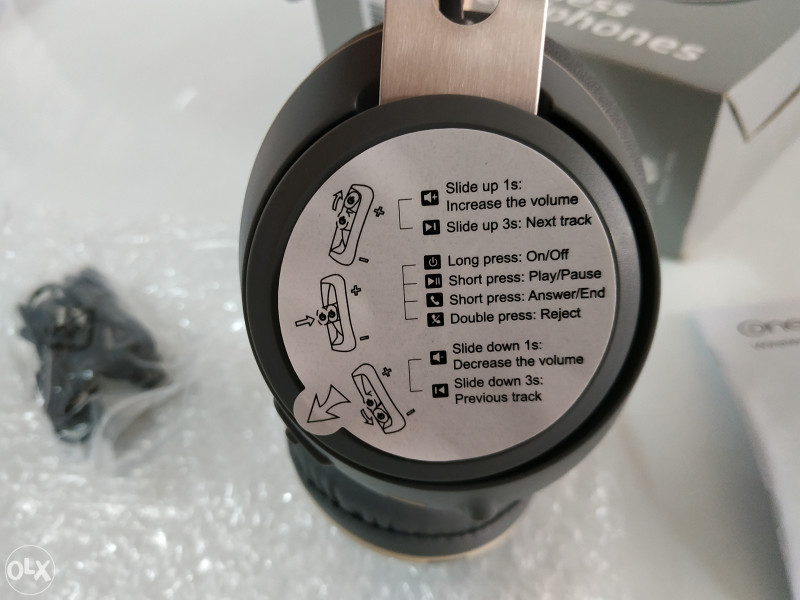 phones
Slide up 1s:
Increase the volume
Slide up 3s: Next track
Long press: On/Off
Short press: Play/Pause
Short press: Answer/End
Double press: Reject
Slide down 1s:
Decrease the volume
Slide down 3s:
Previous track
OLX